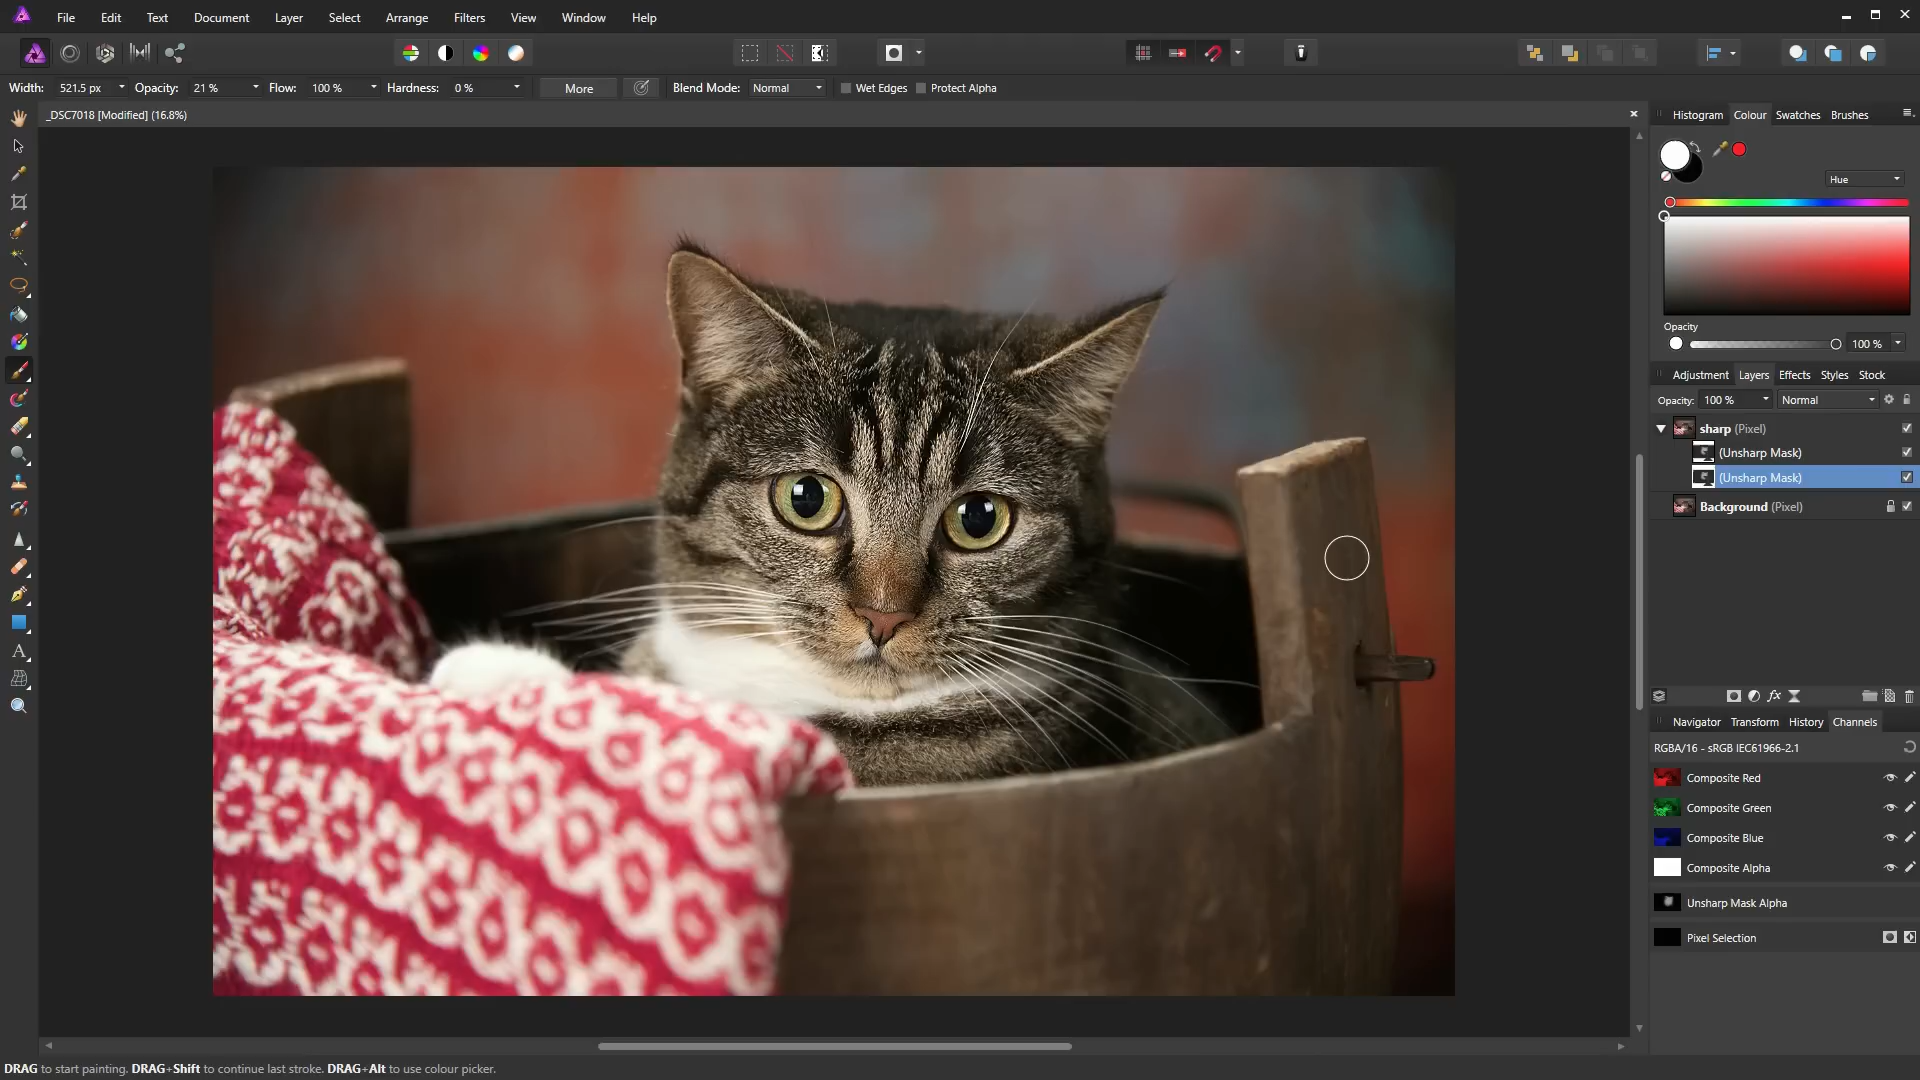 File Edit Text Document Layer Select Arrange Filters View Window Help
Width: 521.5 px Opacity: 21 % Flow: 100 % Hardness: 0 % More Blend Mode: Normal Wet Edges Protect Alpha
_DSC7018 [Modified] (16.8%)
Histogram Colour Swatches Brushes
Hue
Opacity
100 %
Adjustment Layers Effects Styles Stock
Opacity: 100 % Normal
sharp (Pixel)
(Unsharp Mask)
(Unsharp Mask)
Background (Pixel)
fx
Navigator Transform History Channels
RGBA/16 - sRGB IEC61966-2.1
Composite Red
Composite Green
Composite Blue
Composite Alpha
Unsharp Mask Alpha
Pixel Selection
DRAG to start painting. DRAG+Shift to continue last stroke. DRAG+Alt to use colour picker.